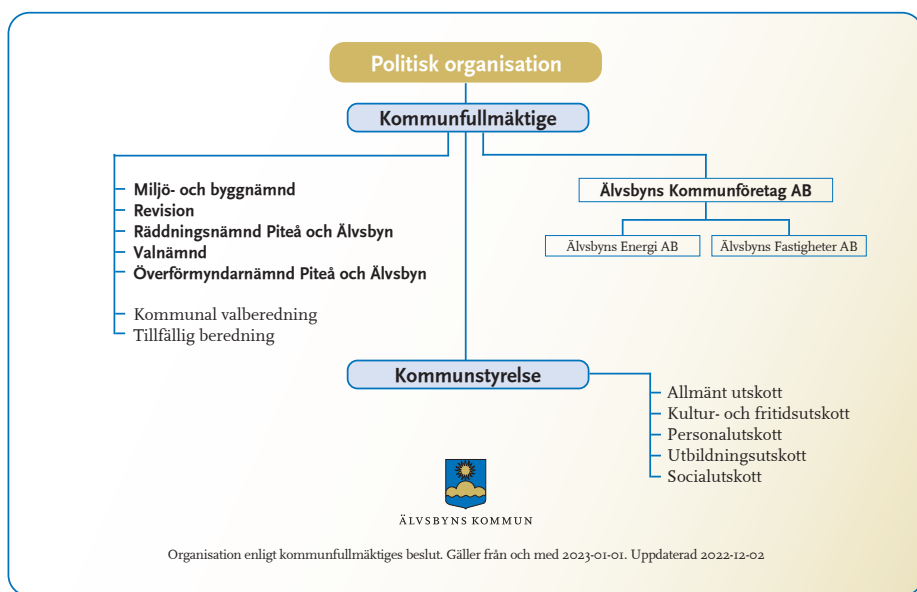 Politisk organisation
Kommunfullmäktige
Miljö- och byggnämnd
Revision
Räddningsnämnd Piteå och Älvsbyn
Valnämnd
Överförmyndarnämnd Piteå och Älvsbyn
Kommunal valberedning
Tillfällig beredning
Älvsbyns Kommunföretag AB
Älvsbyns Energi AB
Älvsbyns Fastigheter AB
Kommunstyrelse
Allmänt utskott
Kultur- och fritidsutskott
Personalutskott
Utbildningsutskott
Socialutskott
ÄLVSBYNS KOMMUN
Organisation enligt kommunfullmäktiges beslut. Gäller från och med 2023-01-01. Uppdaterad 2022-12-02